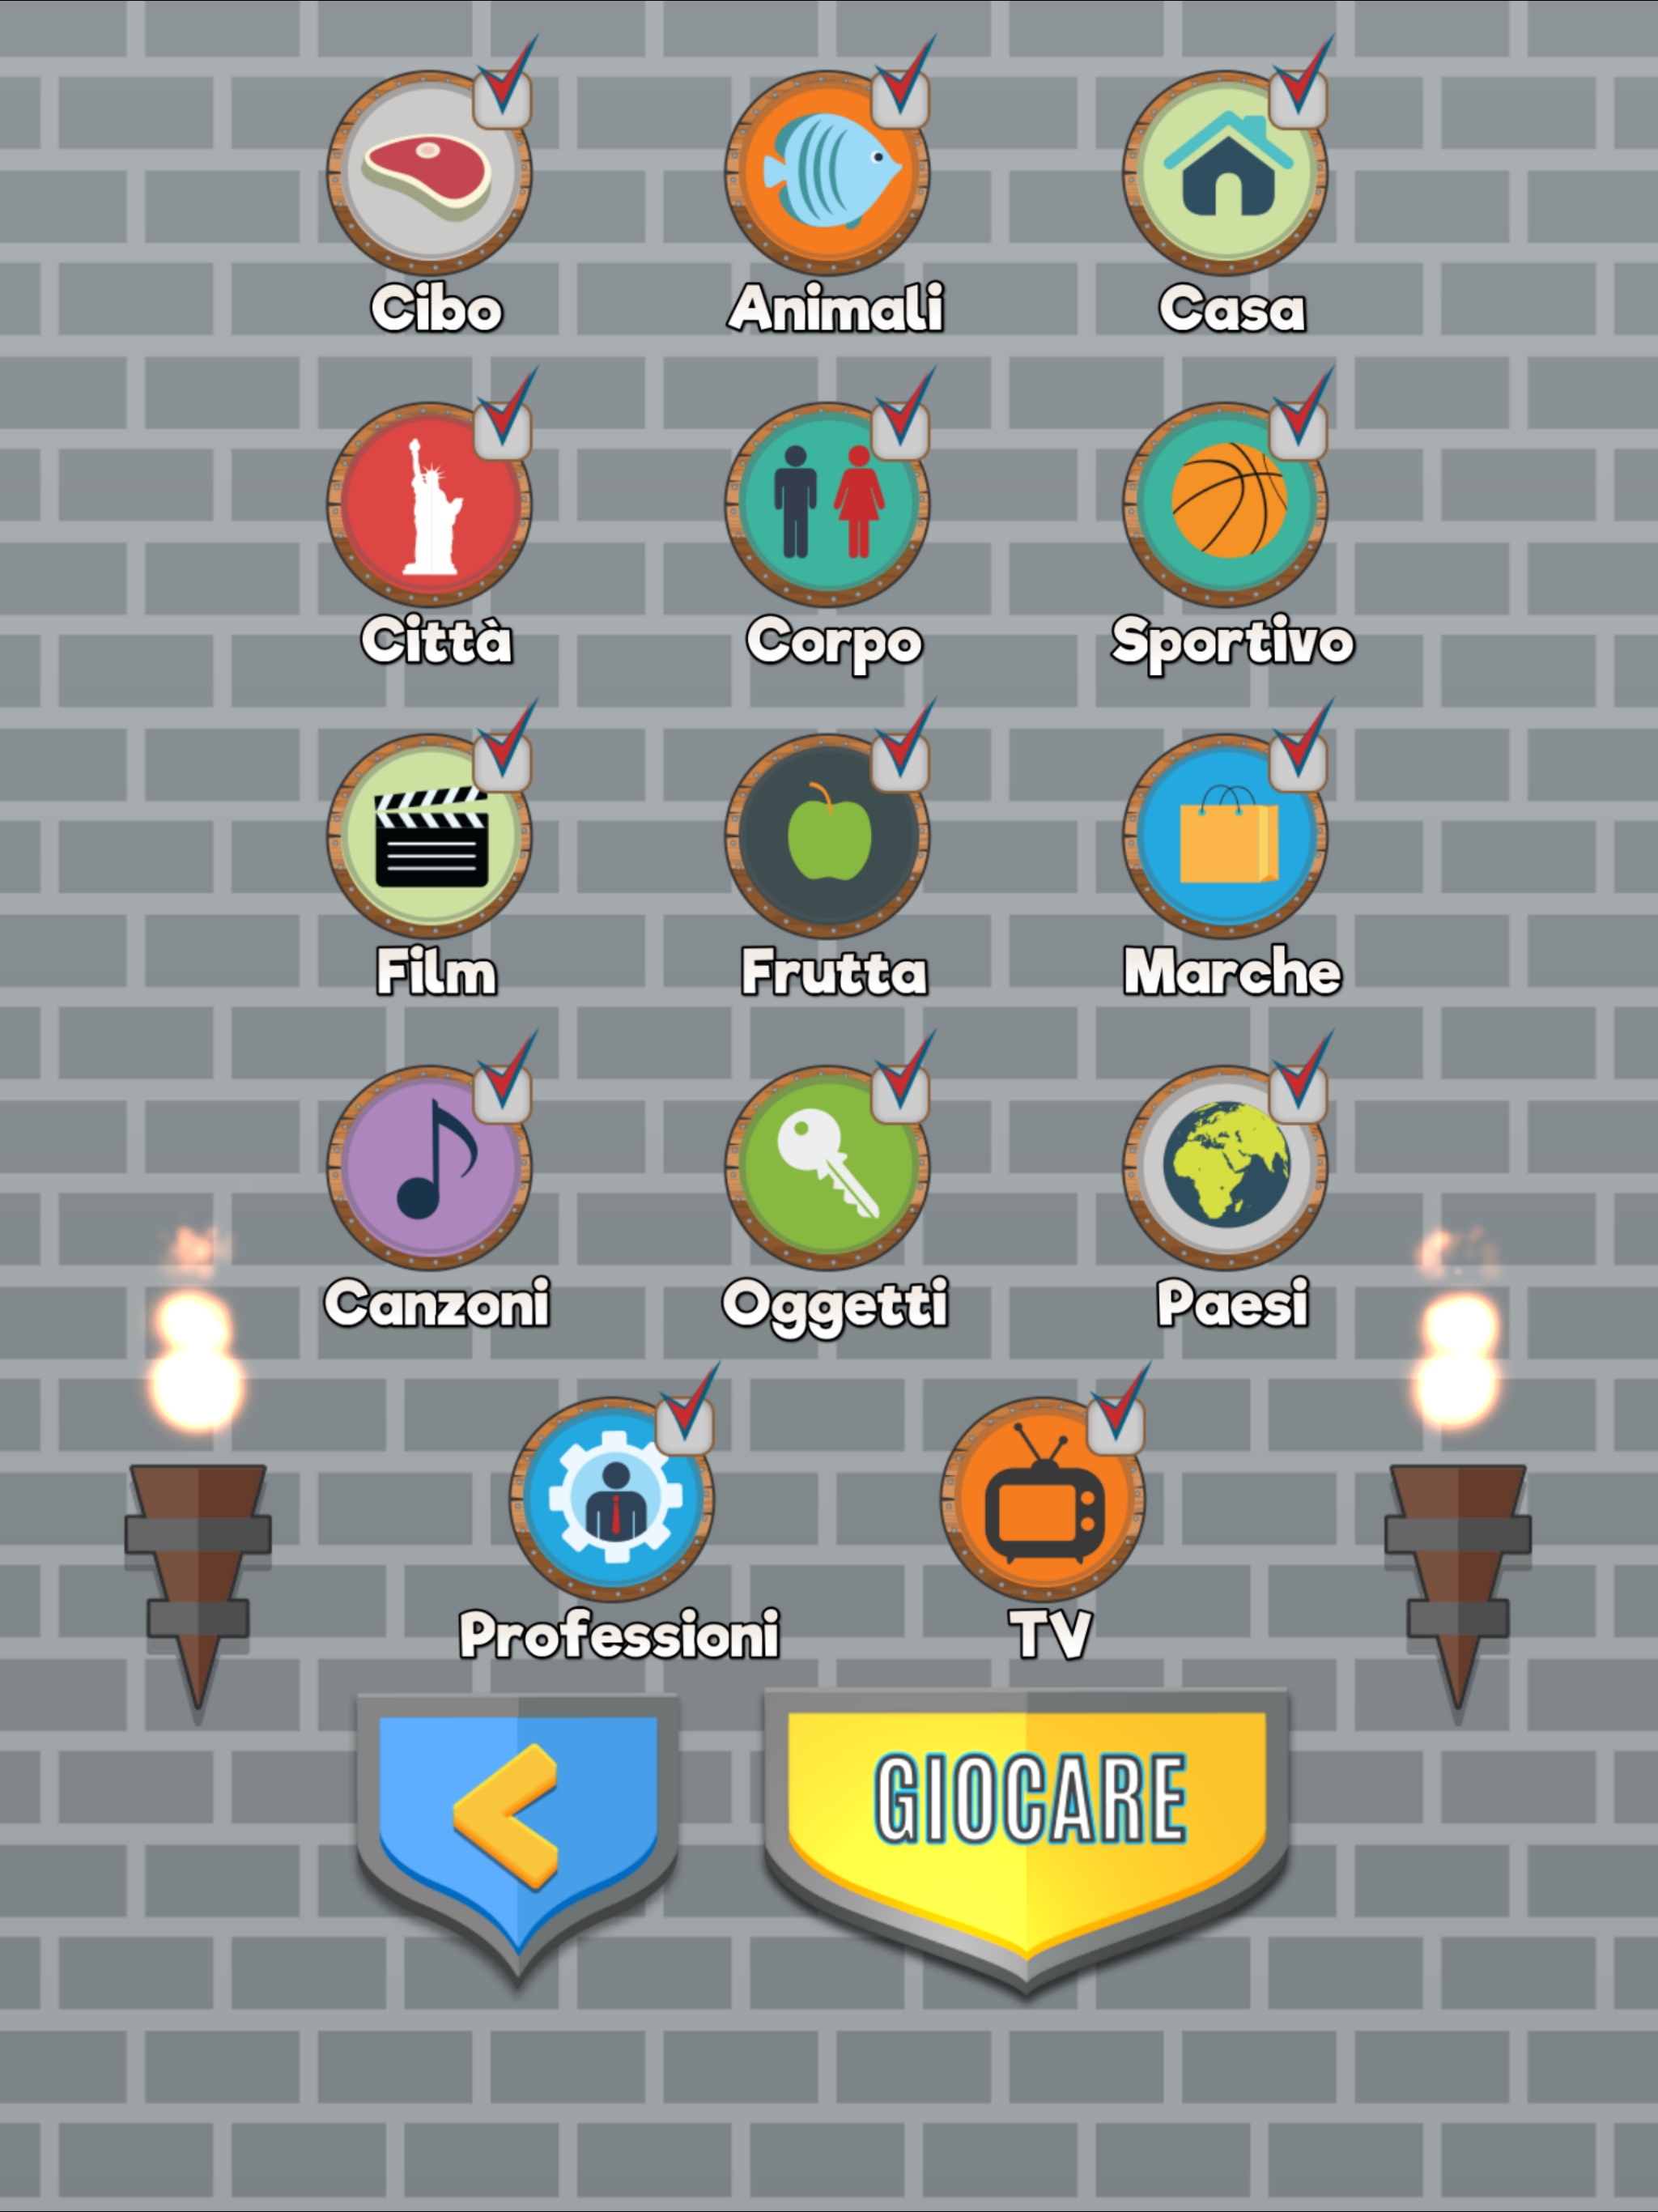 Cibo
Animali
Casa
Città
Corpo
Sportivo
Film
Frutta
Marche
Canzoni
Oggetti
Paesi
Professioni
TV
GIOCARE